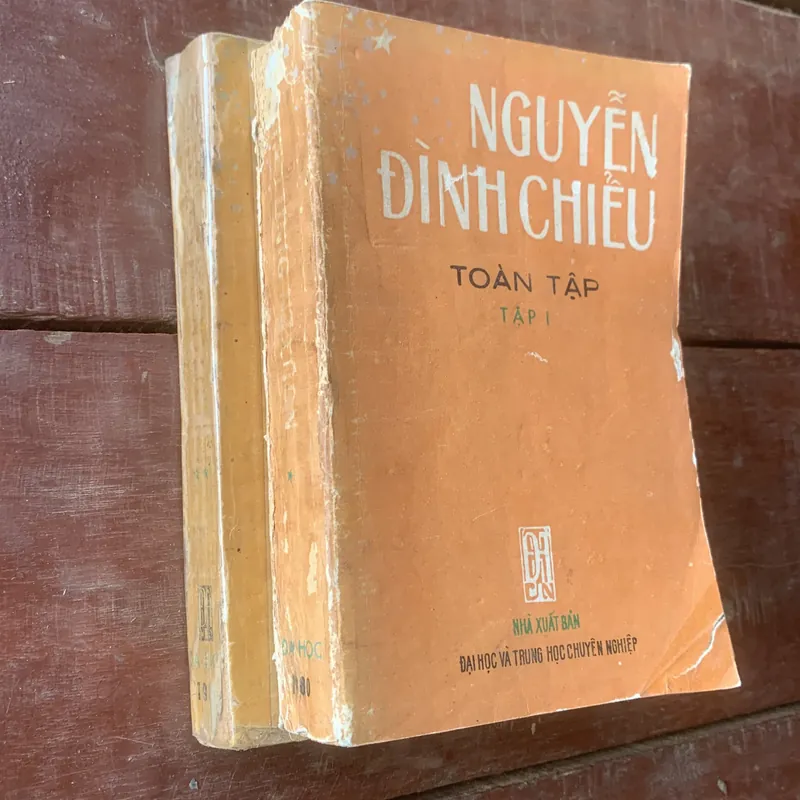 NGUYỄN
ĐÌNH CHIỂU
TOÀN TẬP
TẬP I
NHÀ XUẤT BẢN
ĐẠI HỌC VÀ TRUNG HỌC CHUYÊN NGHIỆP